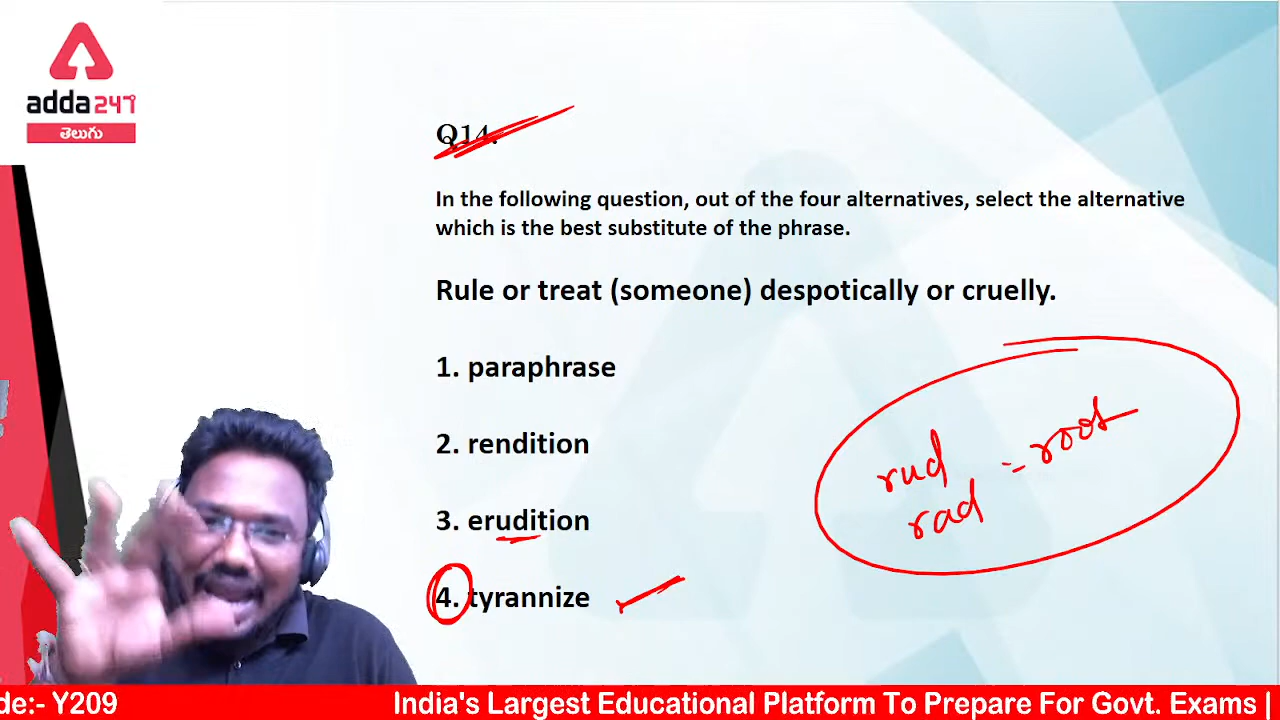 adda247
తెలుగు
Q14.
In the following question, out of the four alternatives, select the alternative
which is the best substitute of the phrase.
Rule or treat (someone) despotically or cruelly.
1. paraphrase
2. rendition
3. erudition
4. tyrannize
rud
rad = root
de:- Y209
India's Largest Educational Platform To Prepare For Govt. Exams |